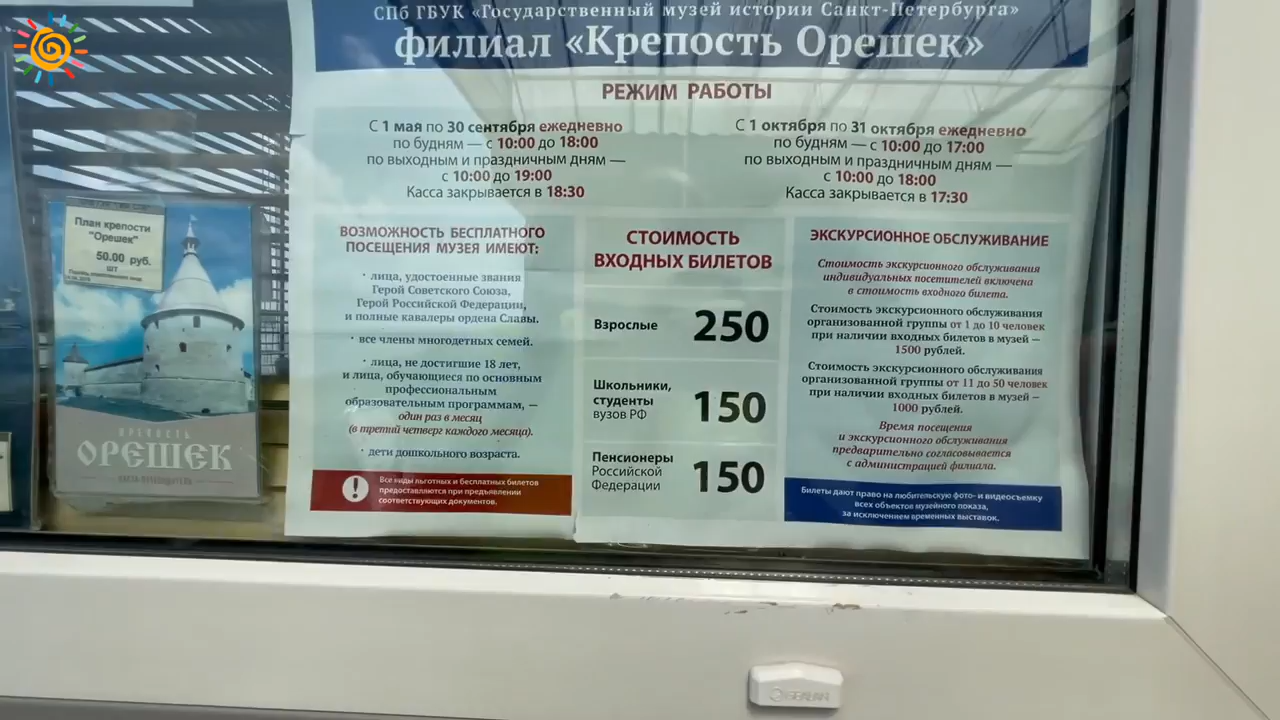 СПб ГБУК «Государственный музей истории Санкт-Петербурга»
филиал «Крепость Орешек»
РЕЖИМ РАБОТЫ
С 1 мая по 30 сентября ежедневно
по будням — с 10:00 до 18:00
по выходным и праздничным дням —
с 10:00 до 19:00
Касса закрывается в 18:30
С 1 октября по 31 октября ежедневно
по будням — с 10:00 до 17:00
по выходным и праздничным дням —
с 10:00 до 18:00
Касса закрывается в 17:30
План крепости
"Орешек"
50.00 руб.
шт
КРЕПОСТЬ
ОРЕШЕК
КАРТА-ПУТЕВОДИТЕЛЬ
ВОЗМОЖНОСТЬ БЕСПЛАТНОГО
ПОСЕЩЕНИЯ МУЗЕЯ ИМЕЮТ:
· лица, удостоенные звания
Герой Советского Союза,
Герой Российской Федерации,
и полные кавалеры ордена Славы.
· все члены многодетных семей.
· лица, не достигшие 18 лет,
и лица, обучающиеся по основным
профессиональным
образовательным программам, —
один раз в месяц
(в третий четверг каждого месяца).
· дети дошкольного возраста.
! Все виды льготных и бесплатных билетов
предоставляются при предъявлении
соответствующих документов.
СТОИМОСТЬ
ВХОДНЫХ БИЛЕТОВ
Взрослые 250
Школьники,
студенты
вузов РФ
150
Пенсионеры
Российской
Федерации
150
ЭКСКУРСИОННОЕ ОБСЛУЖИВАНИЕ
Стоимость экскурсионного обслуживания
индивидуальных посетителей включена
в стоимость входного билета.
Стоимость экскурсионного обслуживания
организованной группы от 1 до 10 человек
при наличии входных билетов в музей —
1500 рублей.
Стоимость экскурсионного обслуживания
организованной группы от 11 до 50 человек
при наличии входных билетов в музей —
1000 рублей.
Время посещения
и экскурсионного обслуживания
предварительно согласовывается
с администрацией филиала.
Билеты дают право на любительскую фото- и видеосъемку
всех объектов музейного показа,
за исключением временных выставок.